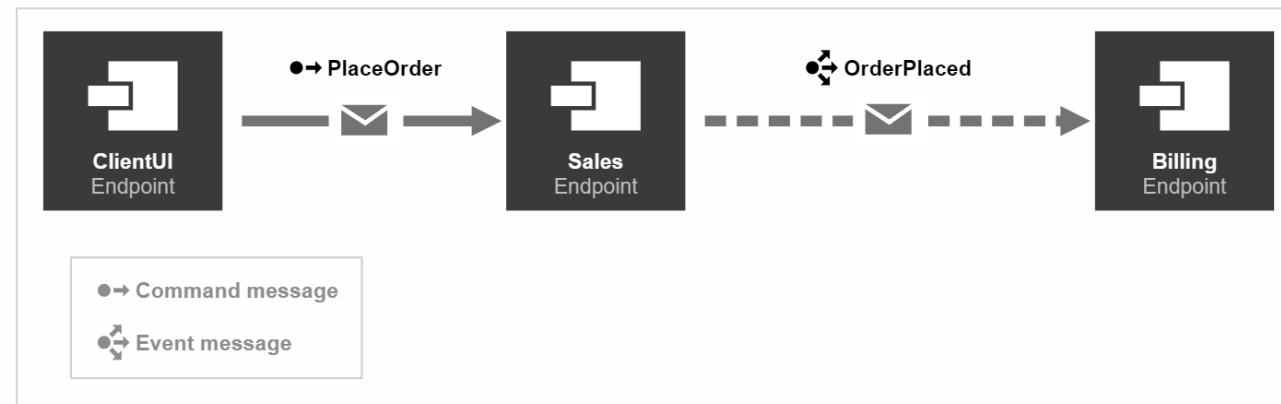 PlaceOrder
OrderPlaced
ClientUI
Endpoint
Sales
Endpoint
Billing
Endpoint
Command message
Event message